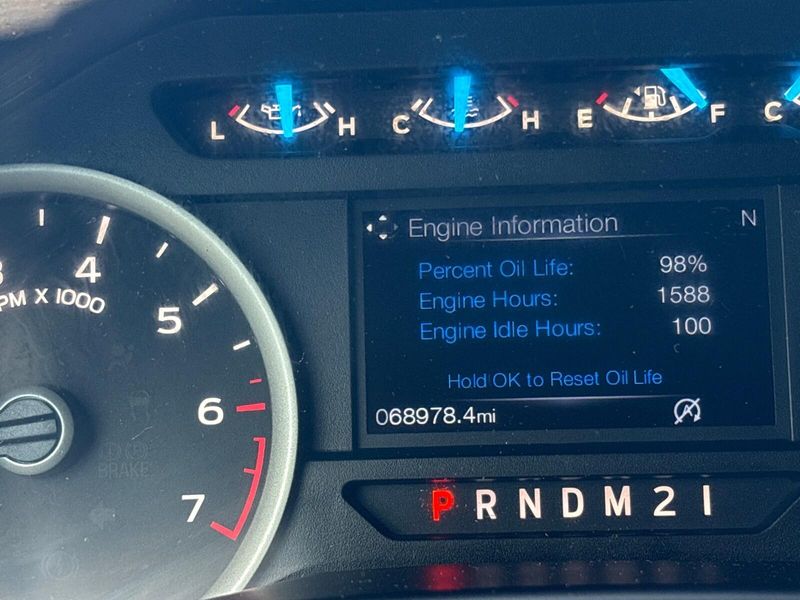 L H C H E F C
Engine Information N
Percent Oil Life: 98%
Engine Hours: 1588
Engine Idle Hours: 100
Hold OK to Reset Oil Life
068978.4mi
P R N D M 2 1
4
5
6
7
X 1000
BRAKE